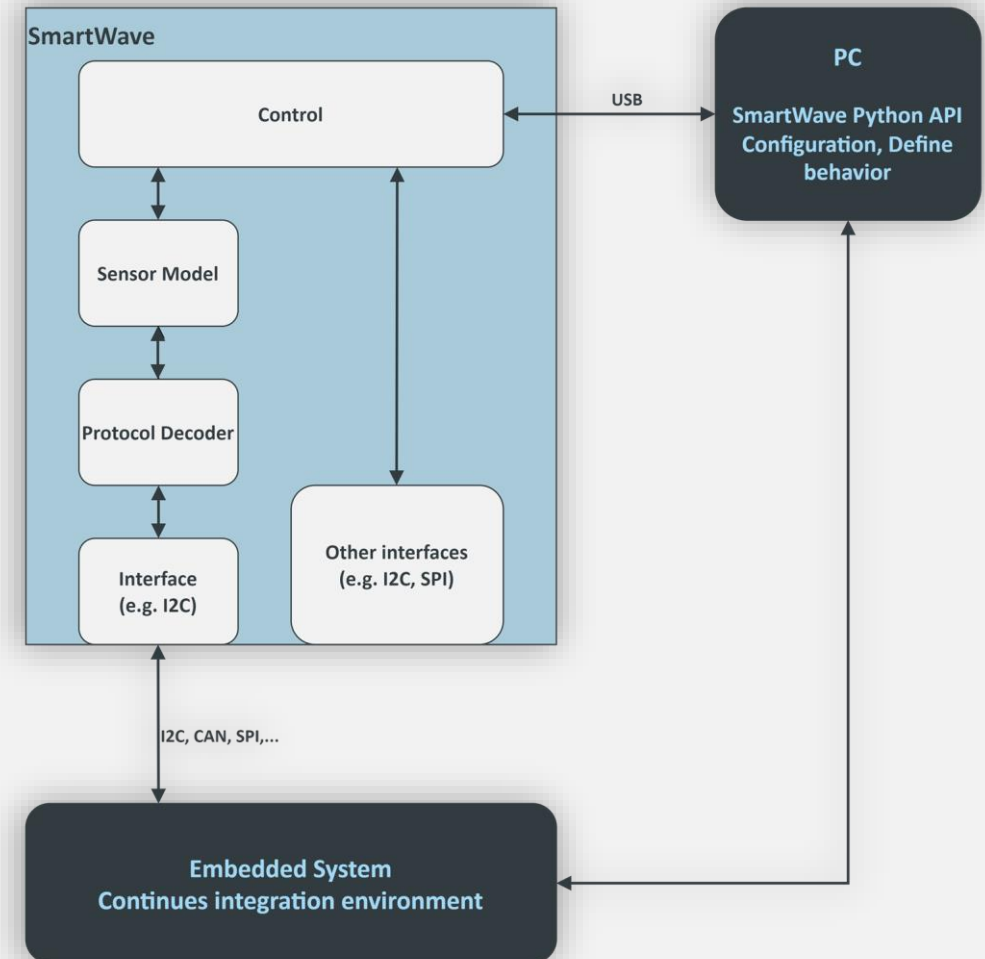 SmartWave
Control
USB
PC
SmartWave Python API
Configuration, Define
behavior
Sensor Model
Protocol Decoder
Interface
(e.g. I2C)
Other interfaces
(e.g. I2C, SPI)
I2C, CAN, SPI,...
Embedded System
Continues integration environment